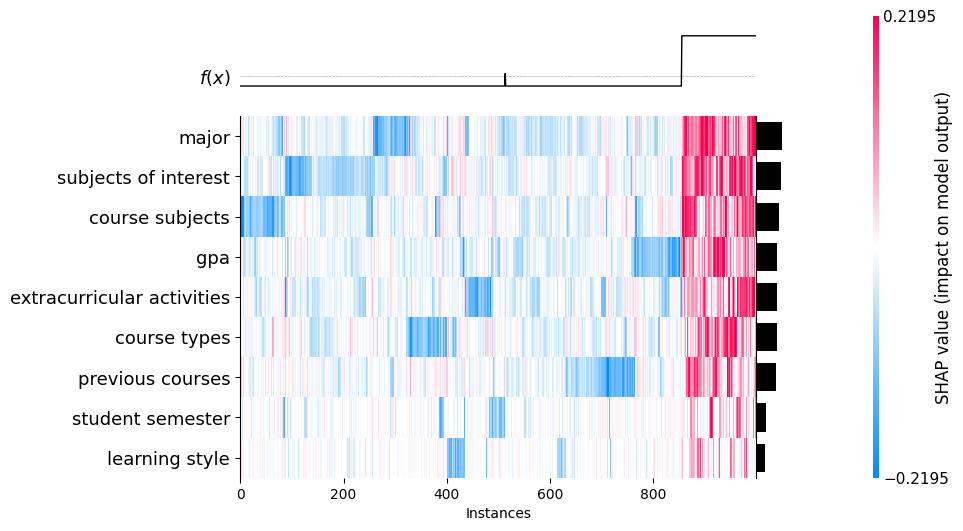 0.2195
f(x)
major
subjects of interest
course subjects
gpa
extracurricular activities
course types
previous courses
student semester
learning style
0 200 400 600 800
Instances
−0.2195
SHAP value (impact on model output)